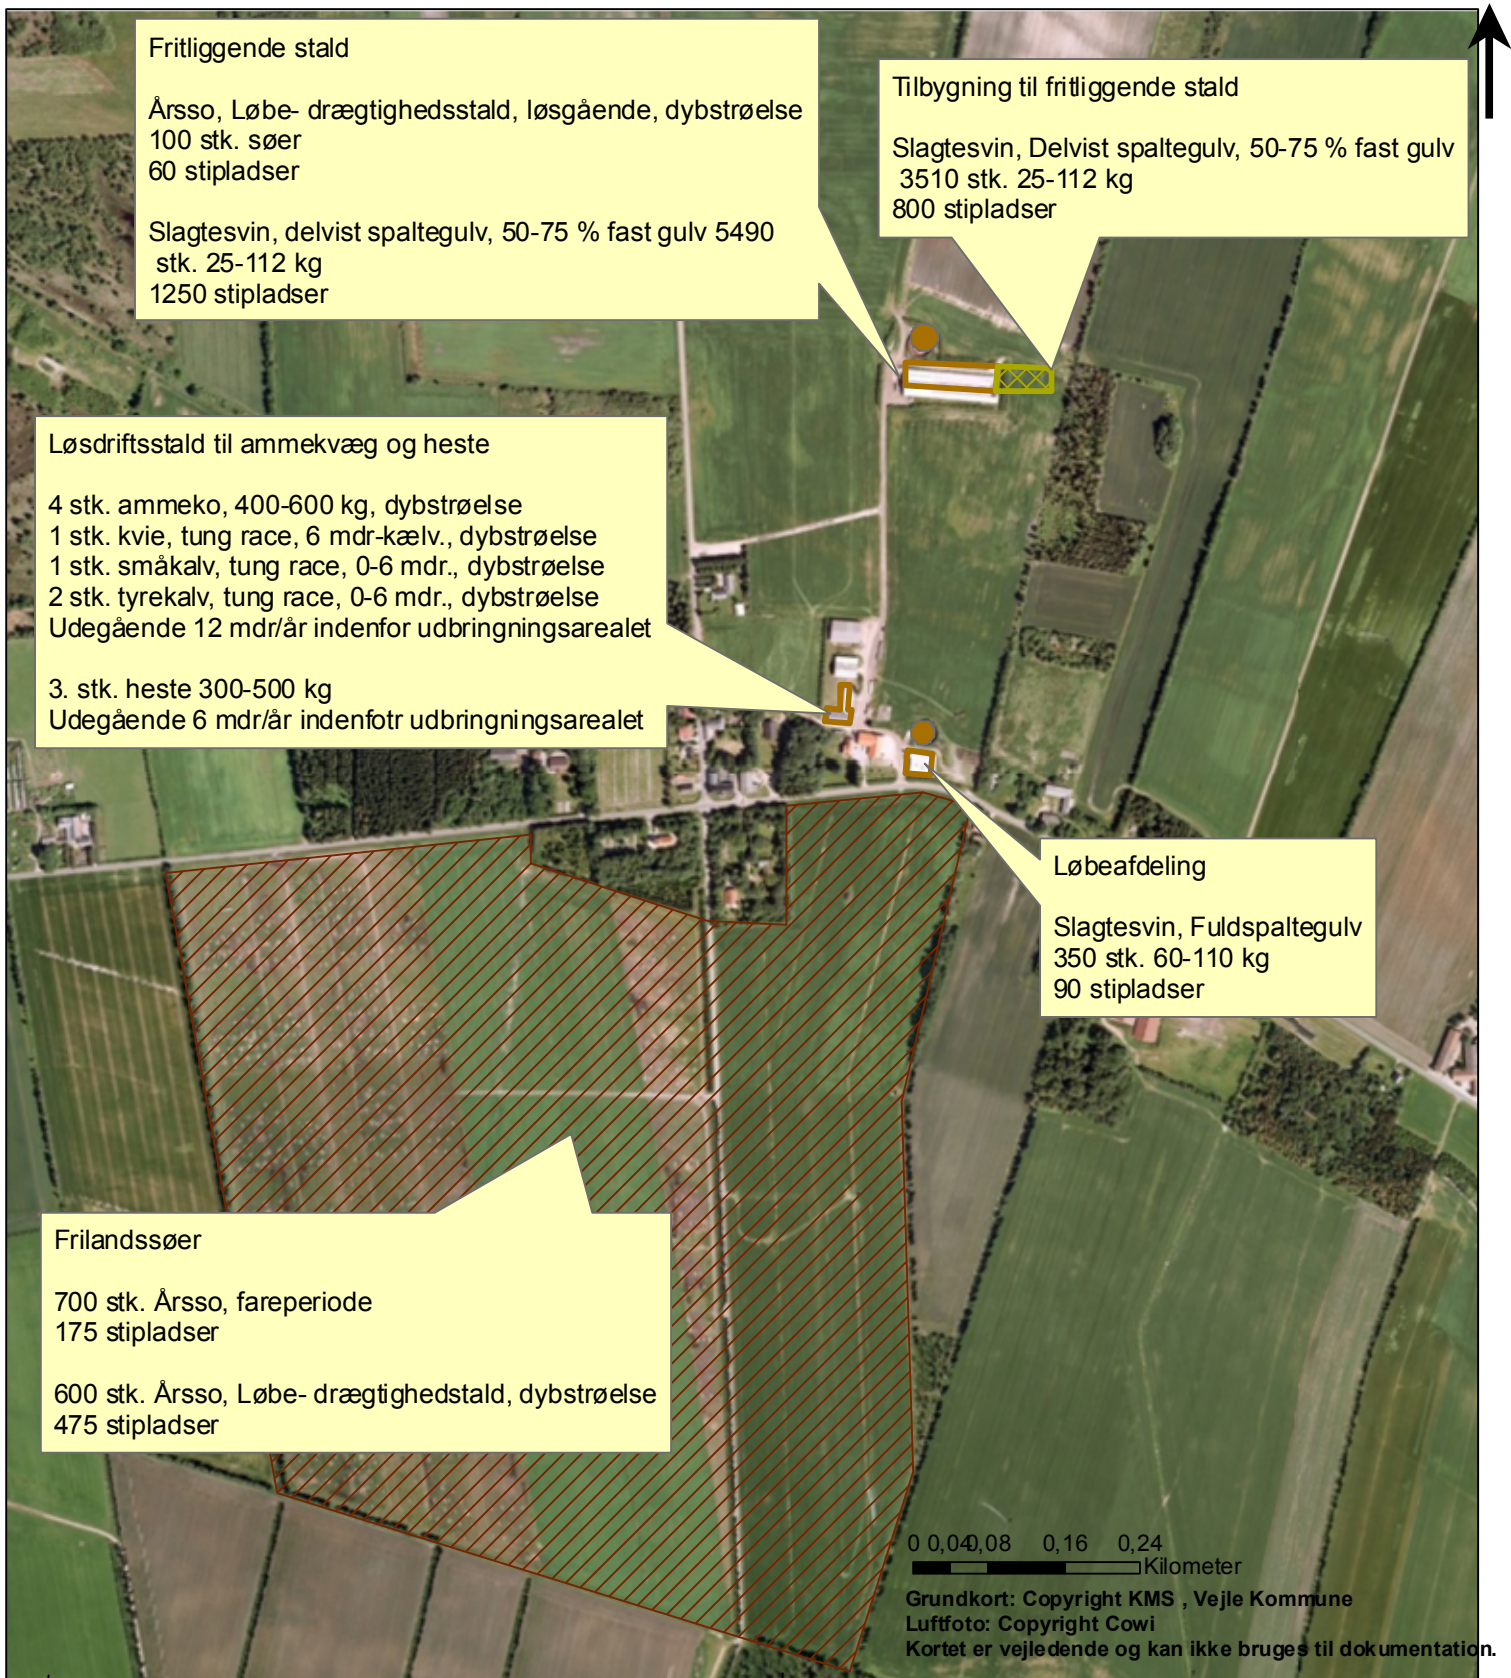 Fritliggende stald
Årsso, Løbe- drægtighedsstald, løsgående, dybstrøelse
100 stk. søer
60 stipladser
Slagtesvin, delvist spaltegulv, 50-75 % fast gulv 5490
stk. 25-112 kg
1250 stipladser
Tilbygning til fritliggende stald
Slagtesvin, Delvist spaltegulv, 50-75 % fast gulv
3510 stk. 25-112 kg
800 stipladser
Løsdriftsstald til ammekvæg og heste
4 stk. ammeko, 400-600 kg, dybstrøelse
1 stk. kvie, tung race, 6 mdr-kælv., dybstrøelse
1 stk. småkalv, tung race, 0-6 mdr., dybstrøelse
2 stk. tyrekalv, tung race, 0-6 mdr., dybstrøelse
Udegående 12 mdr/år indenfor udbringningsarealet
3. stk. heste 300-500 kg
Udegående 6 mdr/år indenfotr udbringningsarealet
Løbeafdeling
Slagtesvin, Fuldspaltegulv
350 stk. 60-110 kg
90 stipladser
Frilandssøer
700 stk. Årsso, fareperiode
175 stipladser
600 stk. Årsso, Løbe- drægtighedstald, dybstrøelse
475 stipladser
0 0,04 0,08 0,16 0,24
Kilometer
Grundkort: Copyright KMS , Vejle Kommune
Luftfoto: Copyright Cowi
Kortet er vejledende og kan ikke bruges til dokumentation.